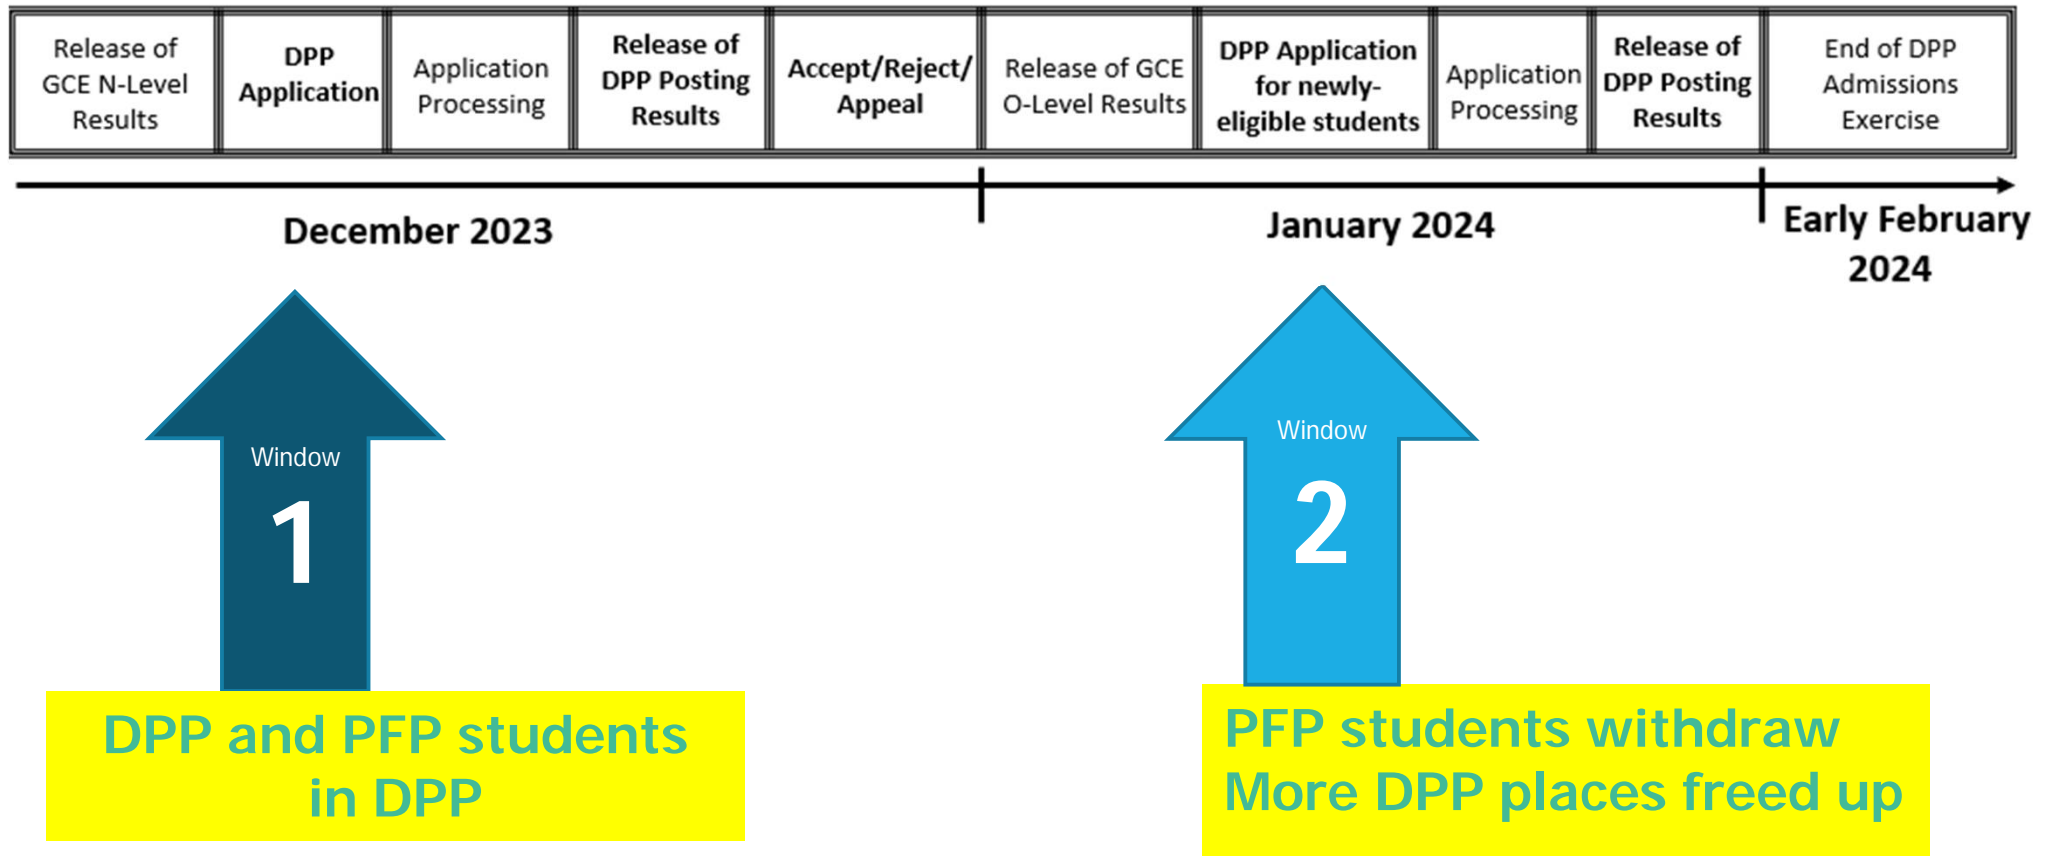 Release of
GCE N-Level
Results
DPP
Application
Application
Processing
Release of
DPP Posting
Results
Accept/Reject/
Appeal
Release of GCE
O-Level Results
DPP Application
for newly-
eligible students
Application
Processing
Release of
DPP Posting
Results
End of DPP
Admissions
Exercise
December 2023
January 2024
Early February
2024
Window
1
Window
2
DPP and PFP students
in DPP
PFP students withdraw
More DPP places freed up